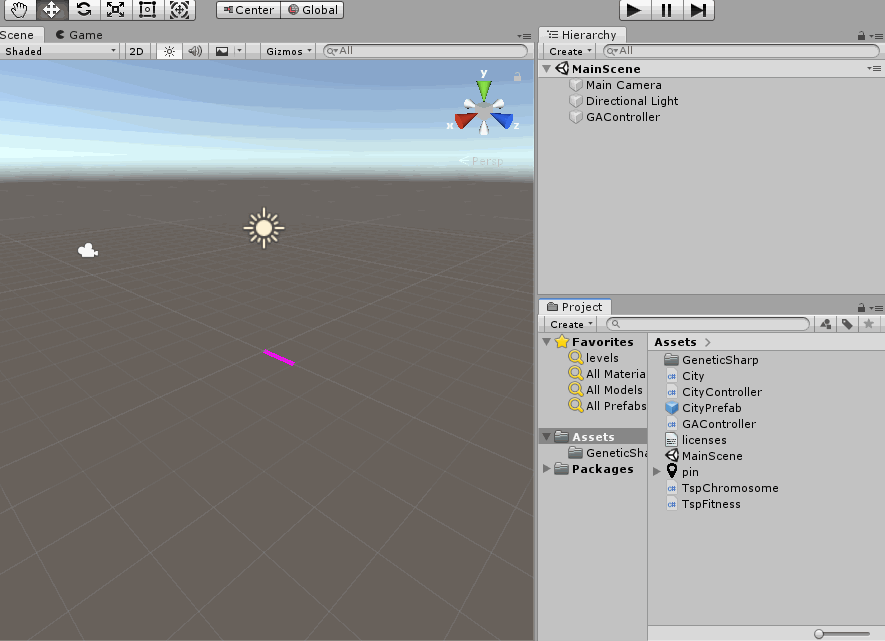 Center Global
Scene Game
Shaded 2D Gizmos All
y
x z
Persp
Hierarchy
Create All
MainScene
Main Camera
Directional Light
GAController
Project
Create
Favorites
levels
All Materia
All Models
All Prefabs
Assets
GeneticSha
Packages
Assets
GeneticSharp
City
CityController
CityPrefab
GAController
licenses
MainScene
pin
TspChromosome
TspFitness